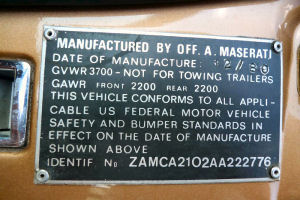 MANUFACTURED BY OFF. A. MASERATI
DATE OF MANUFACTURE:
GVWR 3700 - NOT FOR TOWING TRAILERS
GAWR FRONT 2200 REAR 2200
THIS VEHICLE CONFORMS TO ALL APPLI-
CABLE US FEDERAL MOTOR VEHICLE
SAFETY AND BUMPER STANDARDS IN
EFFECT ON THE DATE OF MANUFACTURE
SHOWN ABOVE
IDENTIF. No ZAMCA2102AA222776